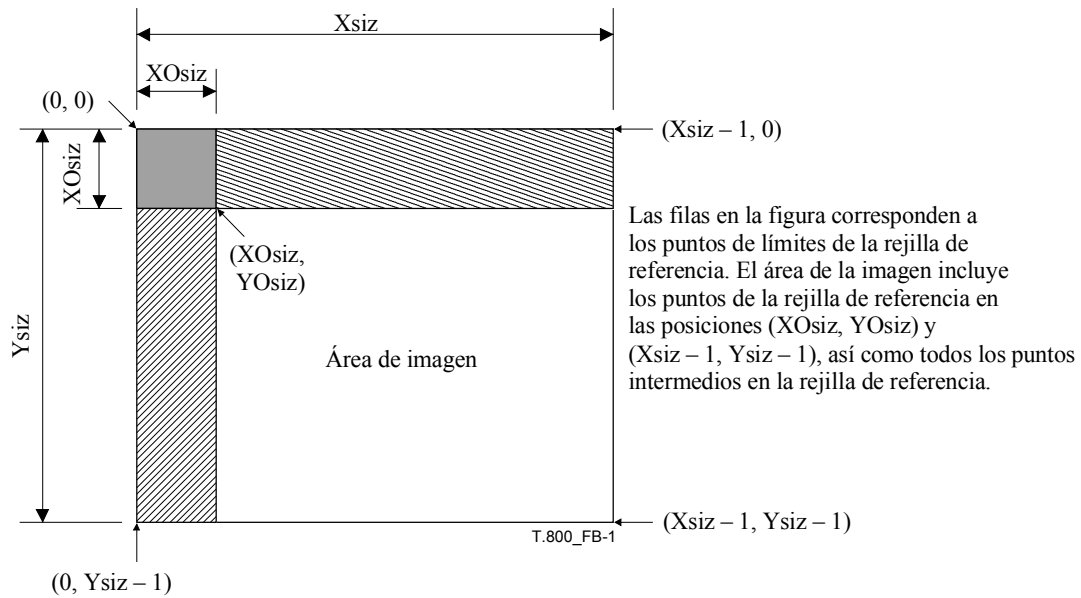 Xsiz
XOsiz
(0, 0)
(Xsiz – 1, 0)
XOsiz
Ysiz
(XOsiz,
YOsiz)
Las filas en la figura corresponden a
los puntos de límites de la rejilla de
referencia. El área de la imagen incluye
los puntos de la rejilla de referencia en
las posiciones (XOsiz, YOsiz) y
(Xsiz – 1, Ysiz – 1), así como todos los puntos
intermedios en la rejilla de referencia.
Área de imagen
(Xsiz – 1, Ysiz – 1)
T.800_FB-1
(0, Ysiz – 1)